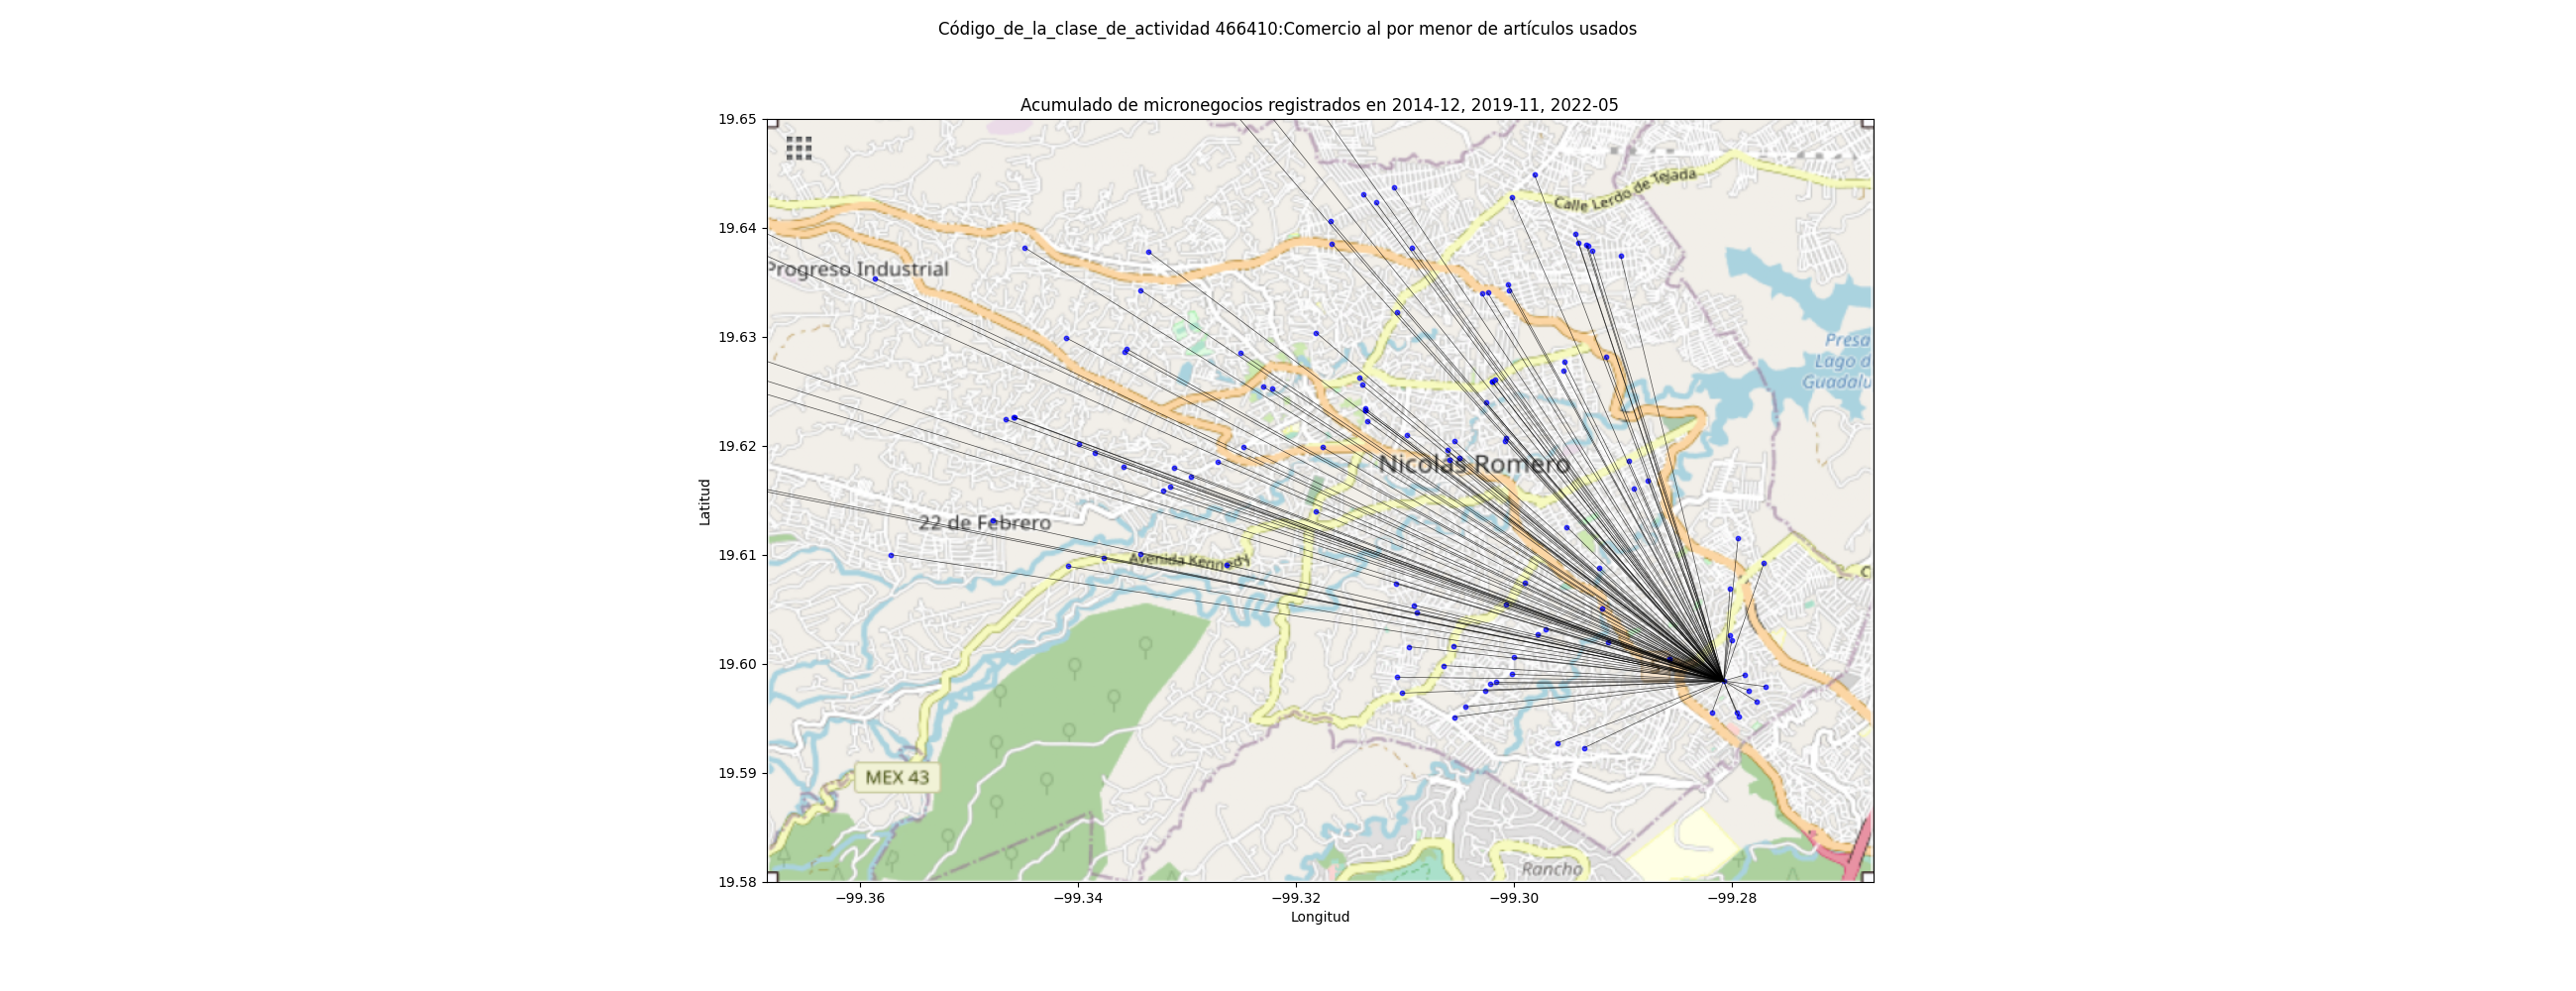 Código_de_la_clase_de_actividad 466410:Comercio al por menor de artículos usados
Acumulado de micronegocios registrados en 2014-12, 2019-11, 2022-05
19.65
19.64
19.63
19.62
19.61
19.60
19.59
19.58
Latitud
Calle Lerdo de Tejada
Progreso Industrial
Presa
Lago d
Guadalu
Nicolás Romero
22 de Febrero
Avenida Kennedy
C
MEX 43
Rancho
−99.36
−99.34
−99.32
−99.30
−99.28
Longitud